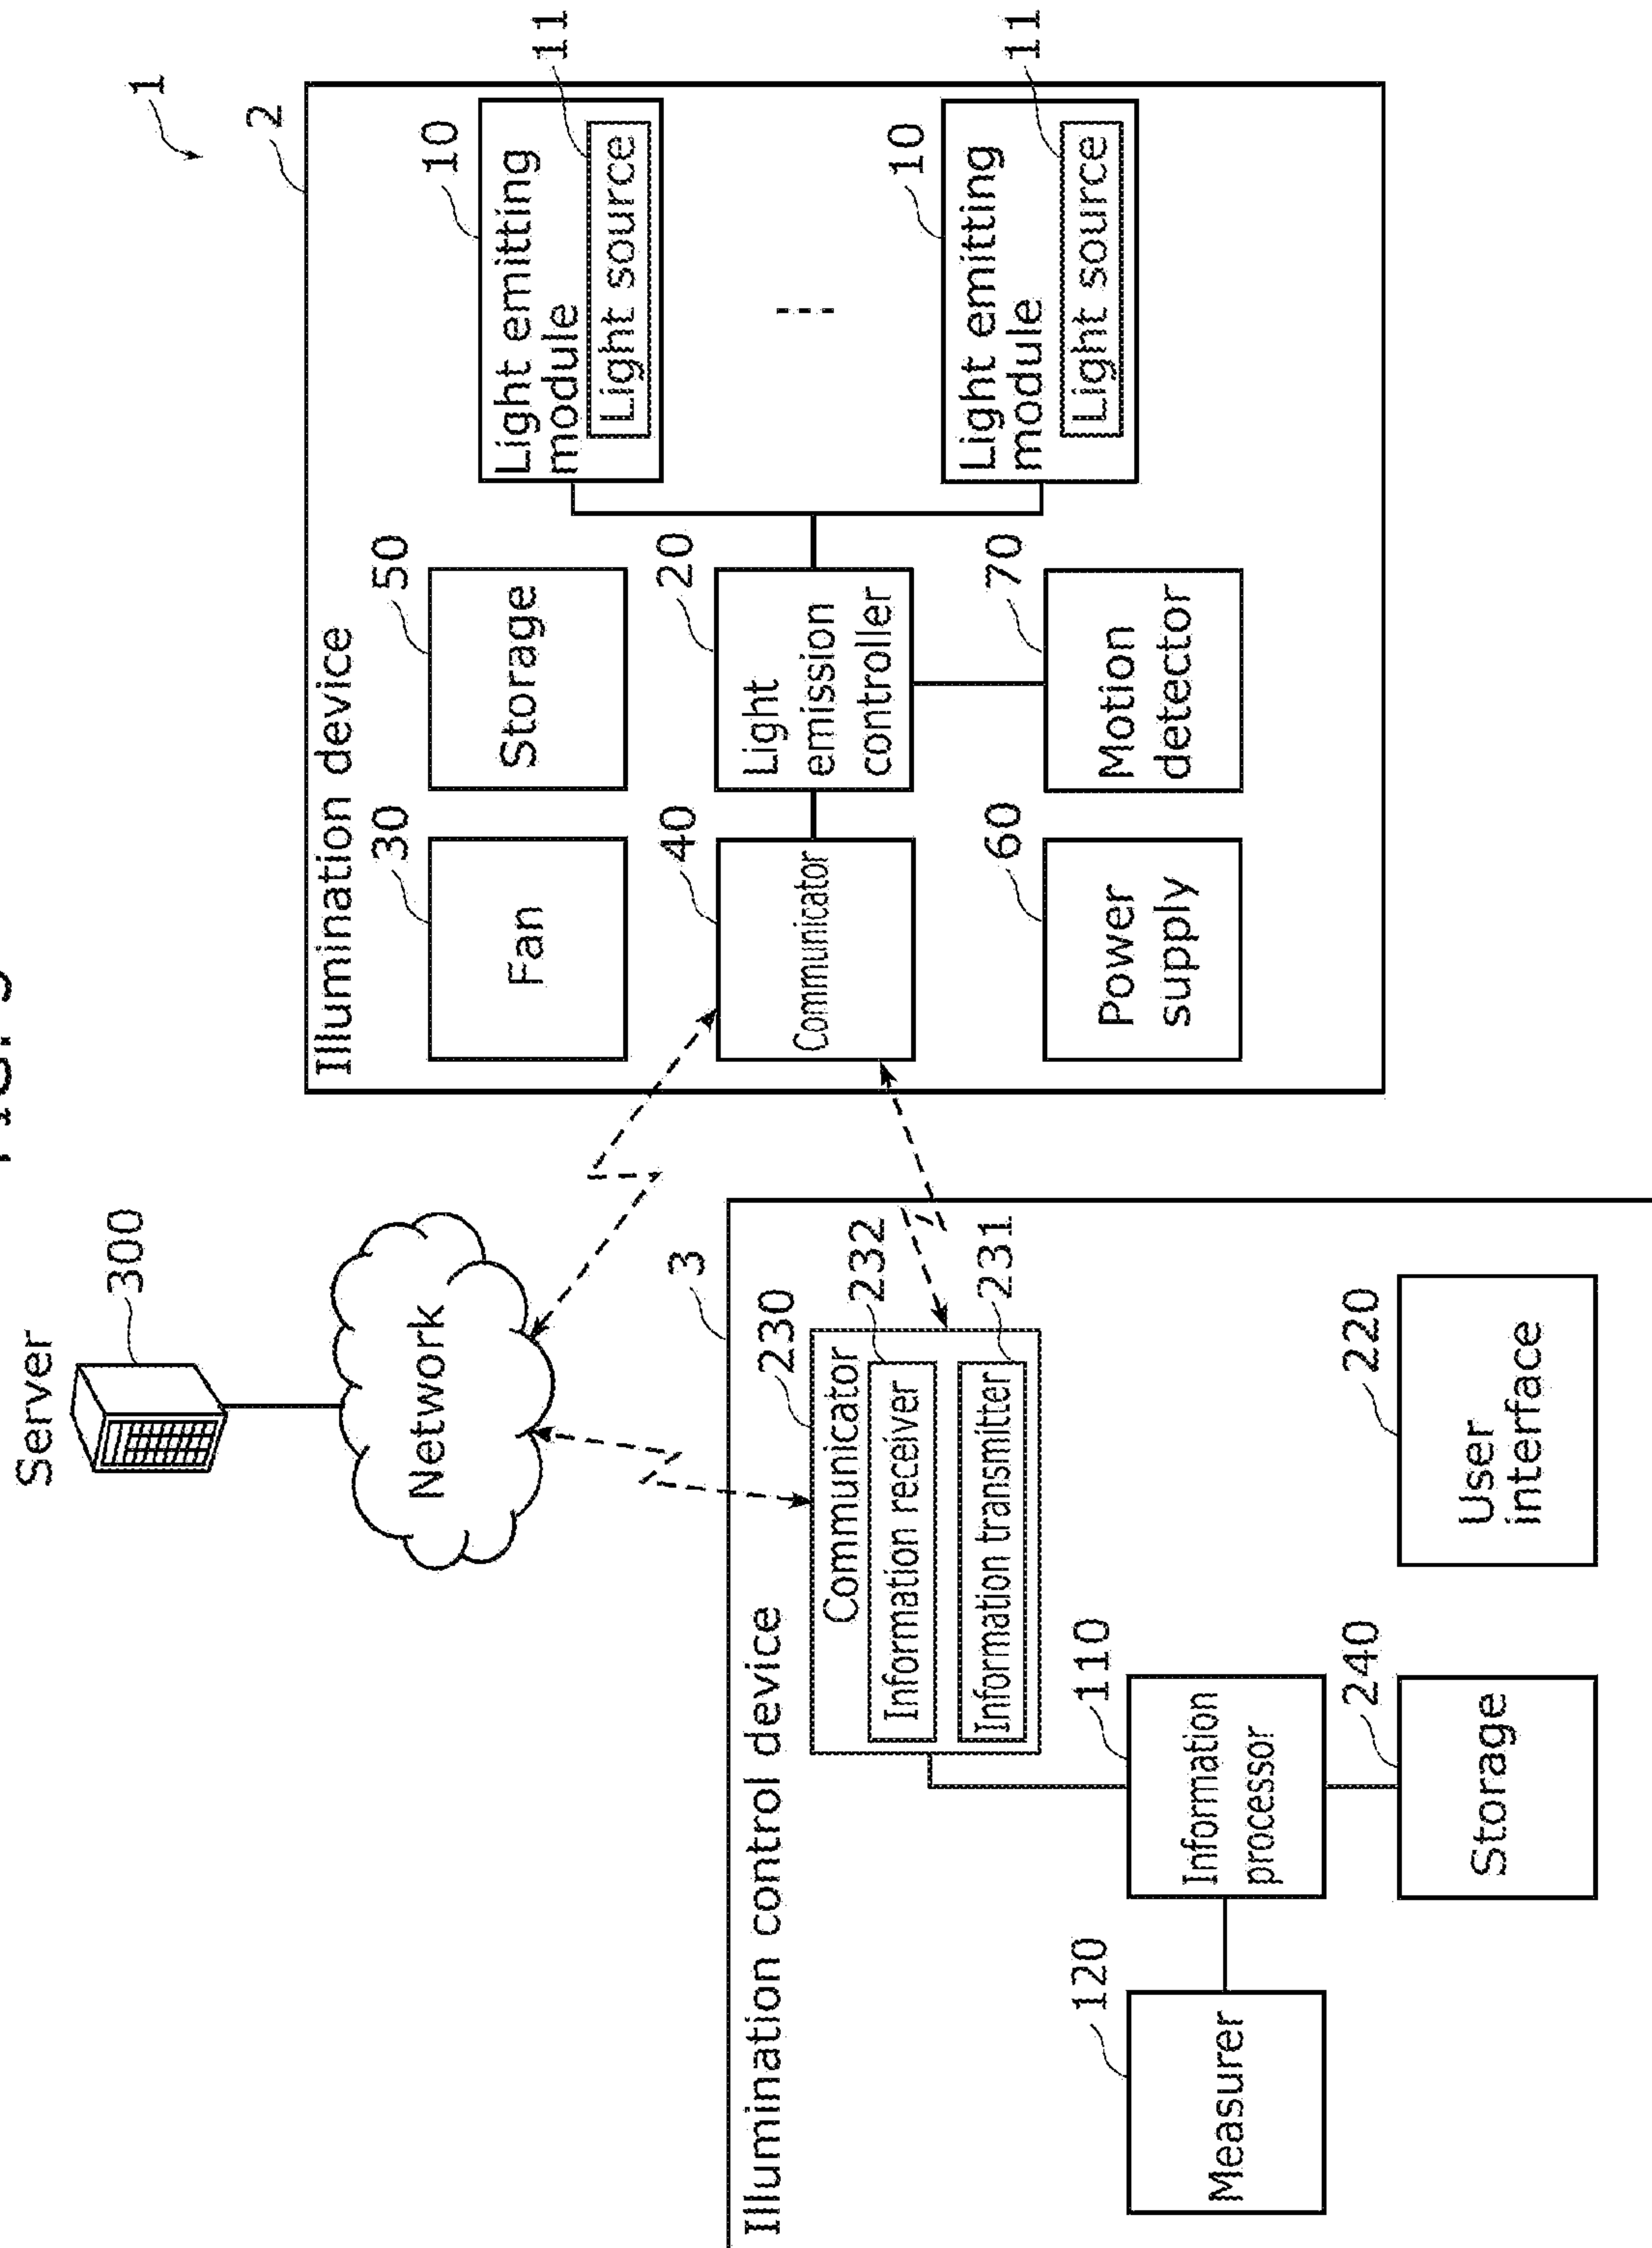 Server
300
Network
1
Illumination device
2
Fan
30
Storage
50
Light emitting
module
10
Light source
11
Communicator
40
Light
emission
controller
20
Power
supply
60
Motion
detector
70
Light emitting
module
10
Light source
11
Illumination control device
3
Communicator
230
Information receiver
232
Information transmitter
231
Measurer
120
Information
processor
110
Storage
240
User
interface
220